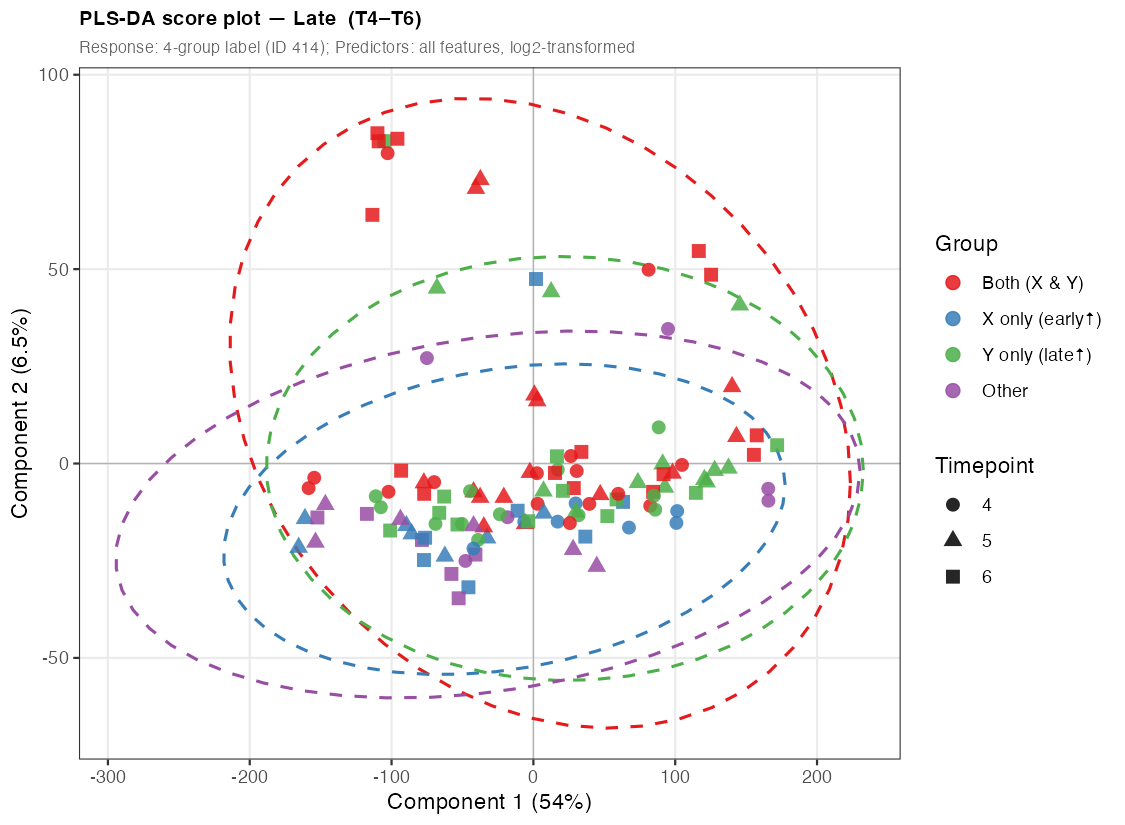 PLS-DA score plot — Late (T4–T6)
Response: 4-group label (ID 414); Predictors: all features, log2-transformed
100
50
0
-50
-300
-200
-100
0
100
200
Component 1 (54%)
Component 2 (6.5%)
Group
Both (X & Y)
X only (early↑)
Y only (late↑)
Other
Timepoint
4
5
6